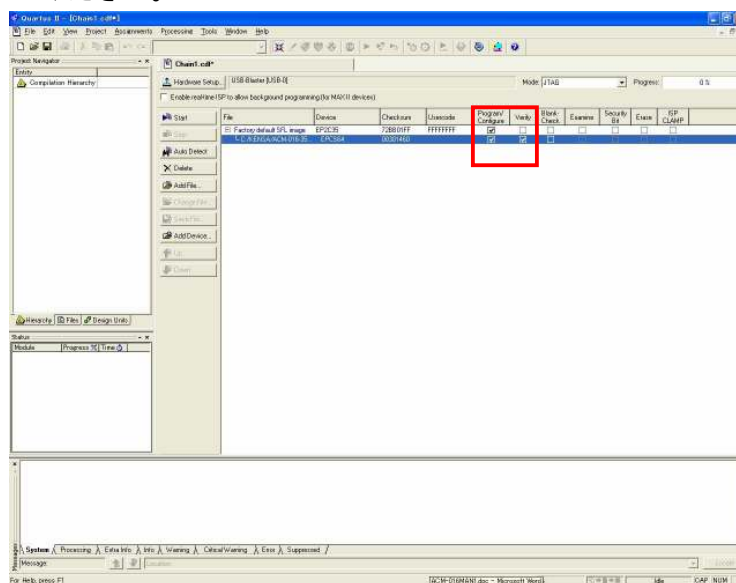 Quartus II - [Chain1.cdf*]
File Edit View Project Assignments Processing Tools Window Help
Project Navigator
Entity
Compilation Hierarchy
Hierarchy Files Design Units
Status
Module Progress % Time
Chain1.cdf*
Hardware Setup... USB-Blaster [USB-0] Mode: JTAG Progress: 0 %
Enable real-time ISP to allow background programming (for MAX II devices)
Start
Stop
Auto Detect
Delete
Add File...
Change File...
Save File...
Add Device...
Up
Down
File Device Checksum Usercode Program/Configure Verify Blank-Check Examine Security Bit Erase ISP CLAMP
Factory default SFL image EP2C35 FFFFFFFF
EPCS64
System Processing Extra Info Info Warning Critical Warning Error Suppressed
Messages
Message: Location: Locate
For Help, press F1 Idle CAP NUM